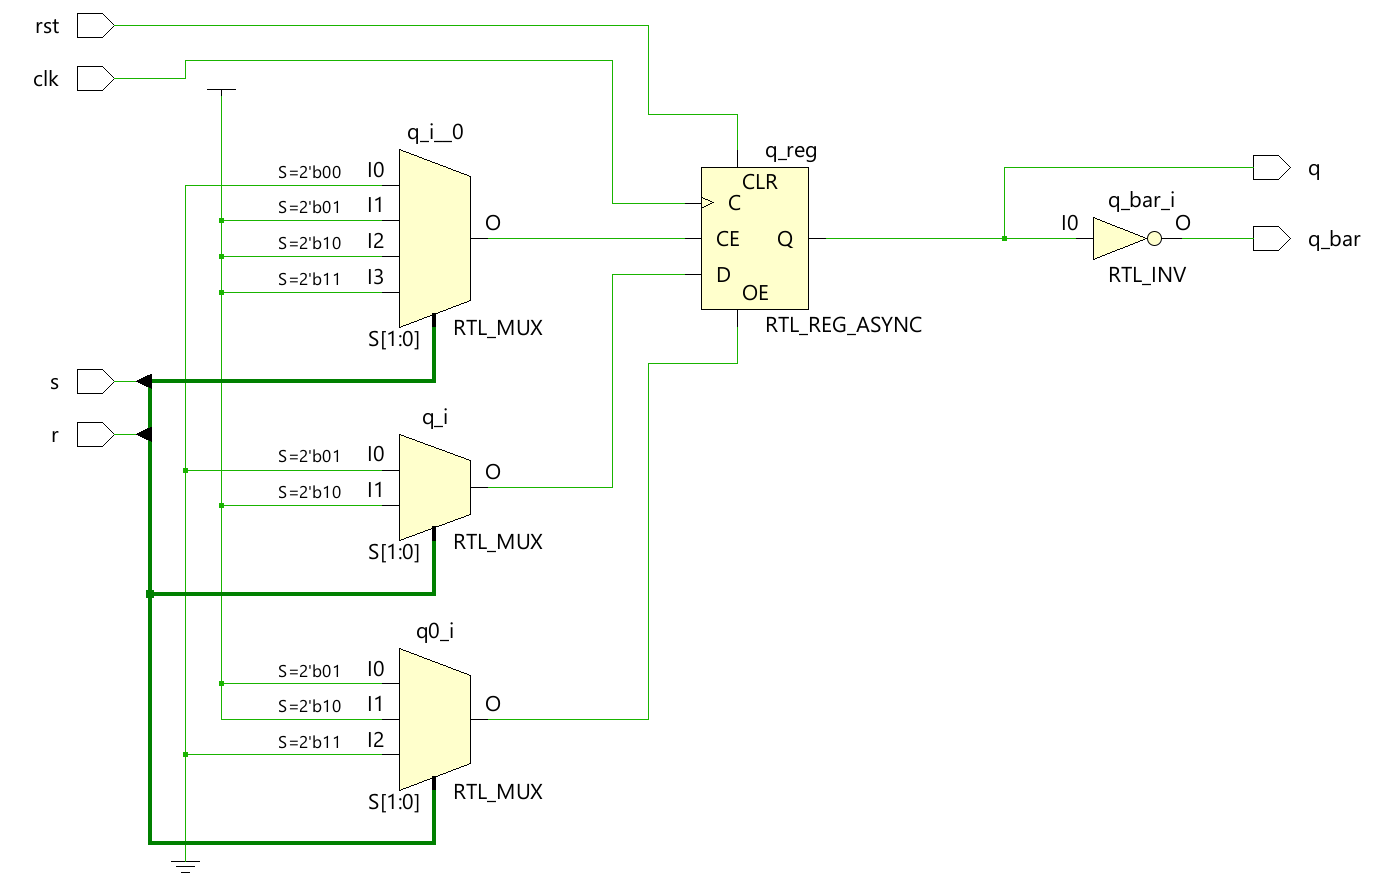 rst
clk
q_i__0
S=2'b00 I0
S=2'b01 I1
S=2'b10 I2
S=2'b11 I3
O
S[1:0]
RTL_MUX
q_reg
CLR
C
CE Q
D
OE
RTL_REG_ASYNC
q
q_bar_i
I0 O
RTL_INV
q_bar
s
r
q_i
S=2'b01 I0
S=2'b10 I1
O
S[1:0]
RTL_MUX
q0_i
S=2'b01 I0
S=2'b10 I1
S=2'b11 I2
O
S[1:0]
RTL_MUX